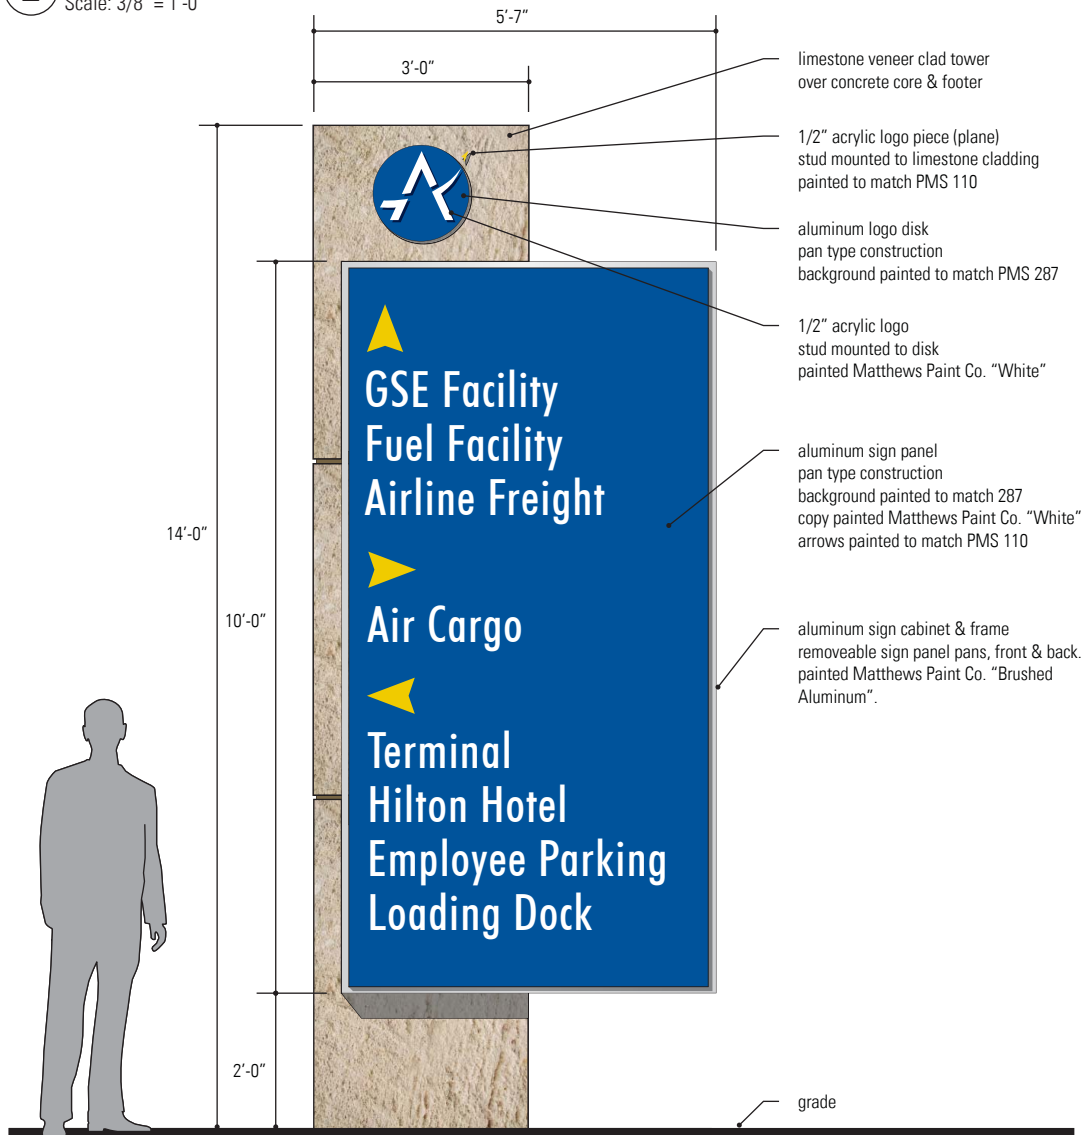 Scale: 3/8" = 1'-0"
5'-7"
3'-0"
14'-0"
10'-0"
2'-0"
GSE Facility
Fuel Facility
Airline Freight
Air Cargo
Terminal
Hilton Hotel
Employee Parking
Loading Dock
limestone veneer clad tower
over concrete core & footer
1/2" acrylic logo piece (plane)
stud mounted to limestone cladding
painted to match PMS 110
aluminum logo disk
pan type construction
background painted to match PMS 287
1/2" acrylic logo
stud mounted to disk
painted Matthews Paint Co. “White”
aluminum sign panel
pan type construction
background painted to match 287
copy painted Matthews Paint Co. “White”
arrows painted to match PMS 110
aluminum sign cabinet & frame
removeable sign panel pans, front & back.
painted Matthews Paint Co. “Brushed
Aluminum”.
grade